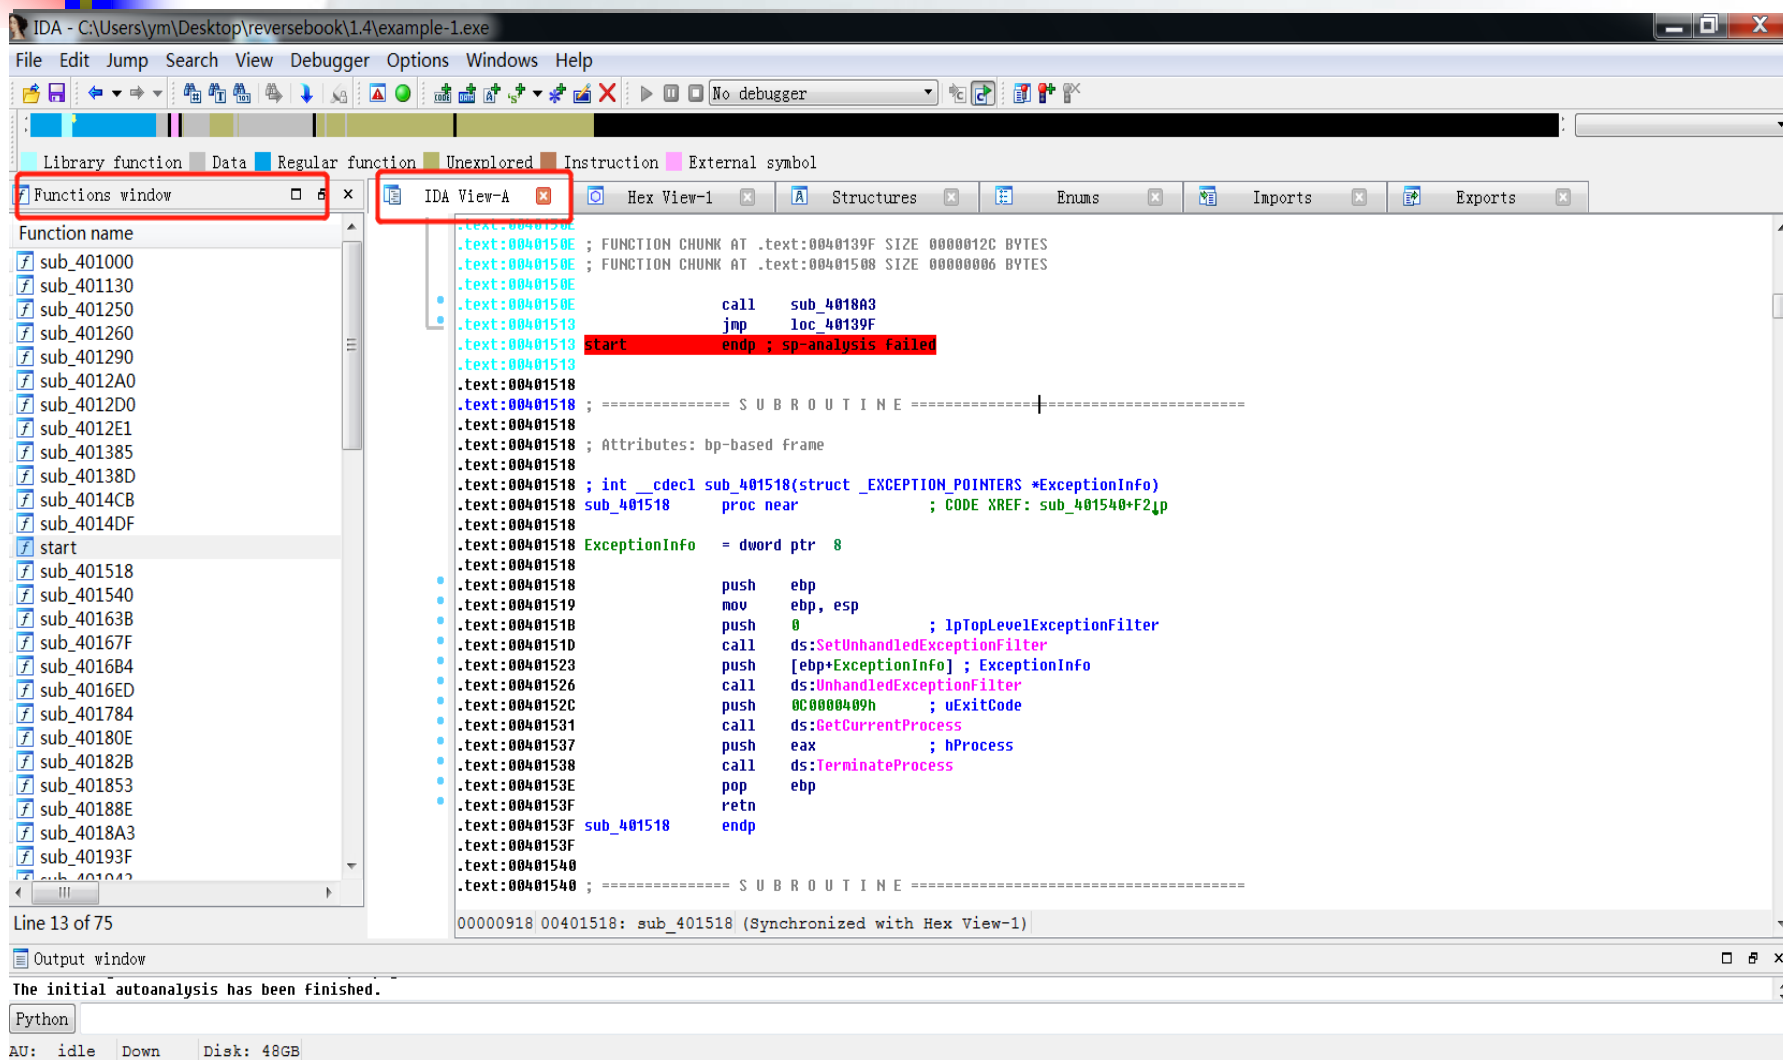 IDA - C:\Users\ym\Desktop\reversebook\1.4\example-1.exe
File Edit Jump Search View Debugger Options Windows Help
No debugger
Library function Data Regular function Unexplored Instruction External symbol
Functions window
IDA View-A Hex View-1 Structures Enums Imports Exports
Function name
sub_401000
sub_401130
sub_401250
sub_401260
sub_401290
sub_4012A0
sub_4012D0
sub_4012E1
sub_401385
sub_40138D
sub_4014CB
sub_4014DF
start
sub_401518
sub_401540
sub_40163B
sub_40167F
sub_4016B4
sub_4016ED
sub_401784
sub_40180E
sub_40182B
sub_401853
sub_40188E
sub_4018A3
sub_40193F
Line 13 of 75
.text:0040150E
.text:0040150E ; FUNCTION CHUNK AT .text:0040139F SIZE 0000012C BYTES
.text:0040150E ; FUNCTION CHUNK AT .text:00401508 SIZE 00000006 BYTES
.text:0040150E
.text:0040150E call sub_4018A3
.text:00401513 jmp loc_40139F
.text:00401513 start endp ; sp-analysis failed
.text:00401513
.text:00401518
.text:00401518 ; =============== S U B R O U T I N E =======================================
.text:00401518
.text:00401518 ; Attributes: bp-based frame
.text:00401518
.text:00401518 ; int __cdecl sub_401518(struct _EXCEPTION_POINTERS *ExceptionInfo)
.text:00401518 sub_401518 proc near ; CODE XREF: sub_401540+F2↓p
.text:00401518
.text:00401518 ExceptionInfo = dword ptr 8
.text:00401518
.text:00401518 push ebp
.text:00401519 mov ebp, esp
.text:0040151B push 0 ; lpTopLevelExceptionFilter
.text:0040151D call ds:SetUnhandledExceptionFilter
.text:00401523 push [ebp+ExceptionInfo] ; ExceptionInfo
.text:00401526 call ds:UnhandledExceptionFilter
.text:0040152C push 0C0000409h ; uExitCode
.text:00401531 call ds:GetCurrentProcess
.text:00401537 push eax ; hProcess
.text:00401538 call ds:TerminateProcess
.text:0040153E pop ebp
.text:0040153F retn
.text:0040153F sub_401518 endp
.text:0040153F
.text:00401540
.text:00401540 ; =============== S U B R O U T I N E =======================================
00000918 00401518: sub_401518 (Synchronized with Hex View-1)
Output window
The initial autoanalysis has been finished.
Python
AU: idle Down Disk: 48GB